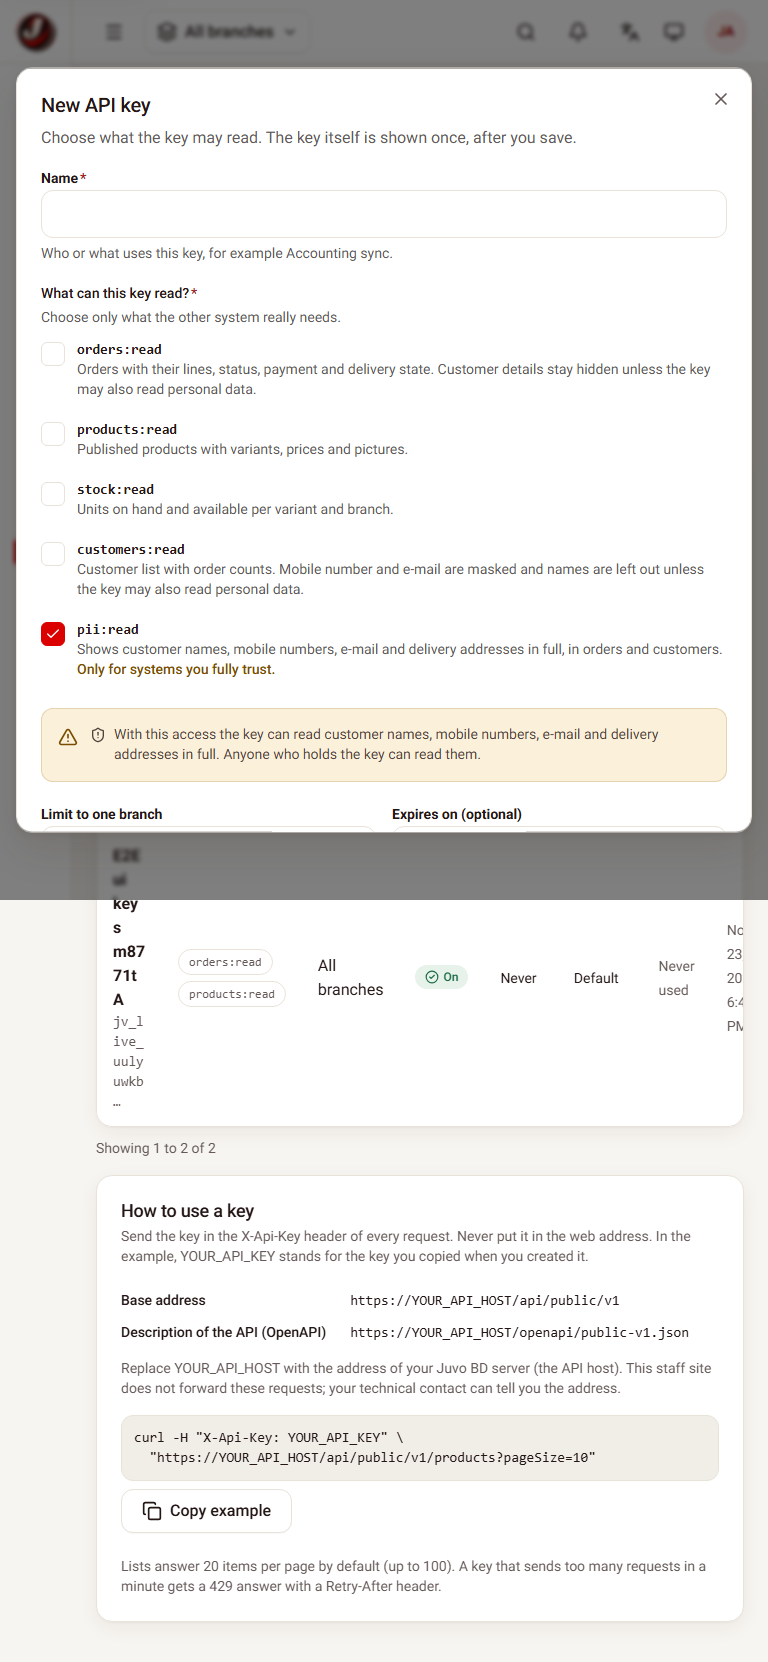 All branches
JA
New API key
Choose what the key may read. The key itself is shown once, after you save.
Name*
Who or what uses this key, for example Accounting sync.
What can this key read?*
Choose only what the other system really needs.
orders:read
Orders with their lines, status, payment and delivery state. Customer details stay hidden unless the key
may also read personal data.
products:read
Published products with variants, prices and pictures.
stock:read
Units on hand and available per variant and branch.
customers:read
Customer list with order counts. Mobile number and e-mail are masked and names are left out unless
the key may also read personal data.
pii:read
Shows customer names, mobile numbers, e-mail and delivery addresses in full, in orders and customers.
Only for systems you fully trust.
With this access the key can read customer names, mobile numbers, e-mail and delivery
addresses in full. Anyone who holds the key can read them.
Limit to one branch
Expires on (optional)
E2E
ui
key
s
m87
71t
A
jv_l
ive_
uuly
uwkb
…
orders:read
products:read
All
branches
On
Never
Default
Never
used
No
23
20
6:4
PM
Showing 1 to 2 of 2
How to use a key
Send the key in the X-Api-Key header of every request. Never put it in the web address. In the
example, YOUR_API_KEY stands for the key you copied when you created it.
Base address
https://YOUR_API_HOST/api/public/v1
Description of the API (OpenAPI)
https://YOUR_API_HOST/openapi/public-v1.json
Replace YOUR_API_HOST with the address of your Juvo BD server (the API host). This staff site
does not forward these requests; your technical contact can tell you the address.
curl -H "X-Api-Key: YOUR_API_KEY" \
"https://YOUR_API_HOST/api/public/v1/products?pageSize=10"
Copy example
Lists answer 20 items per page by default (up to 100). A key that sends too many requests in a
minute gets a 429 answer with a Retry-After header.